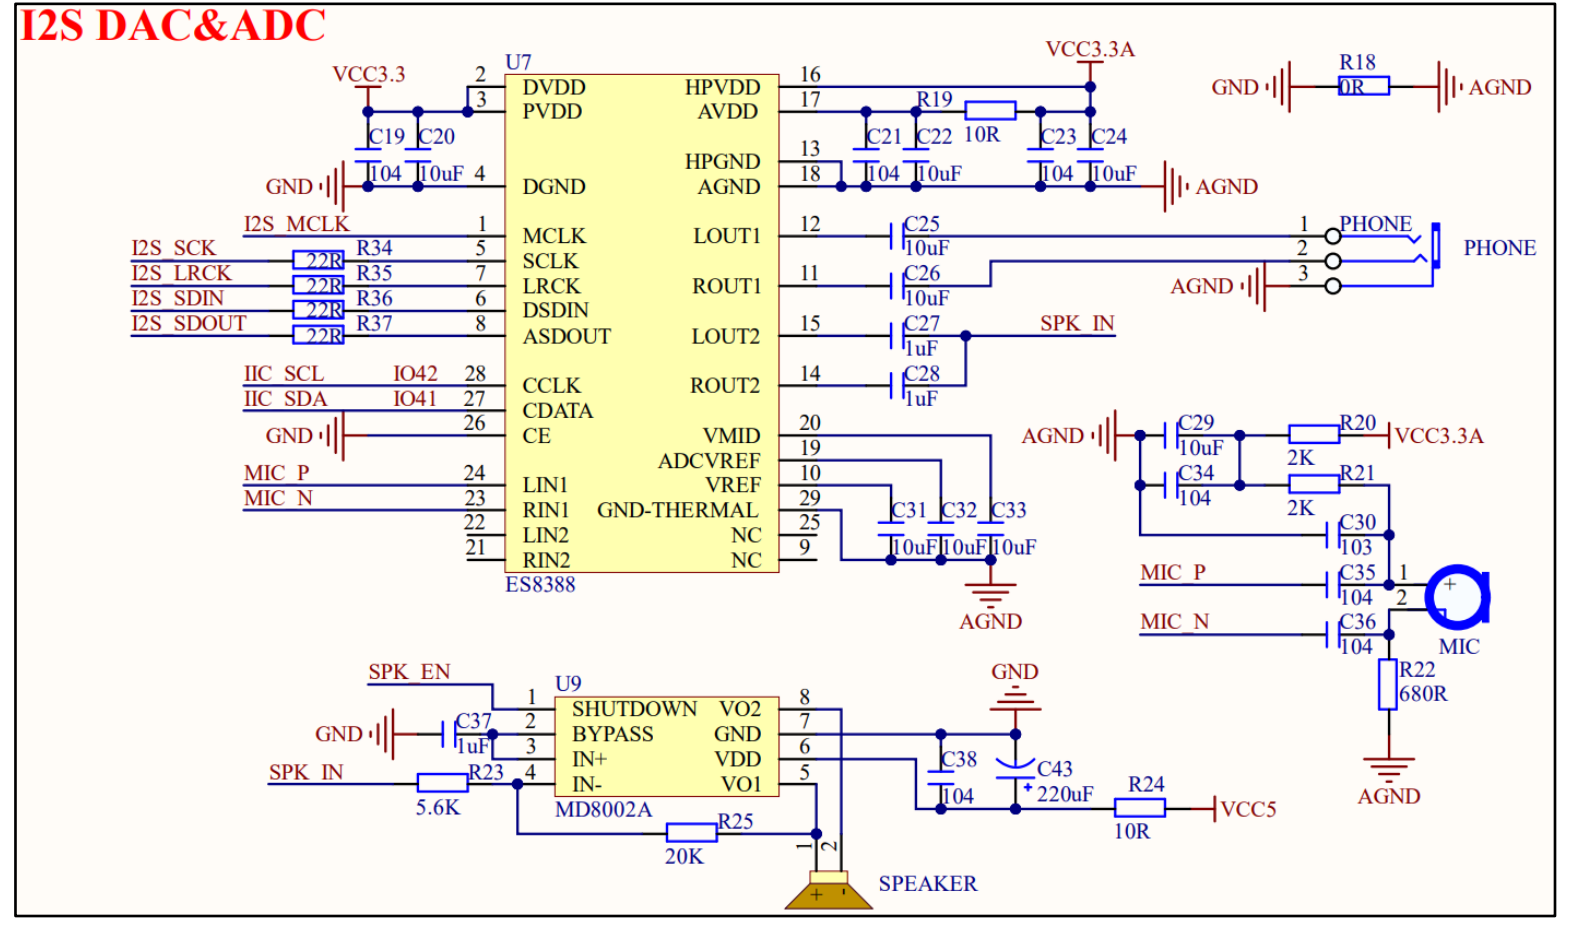 I2S DAC&ADC
U7
VCC3.3
2 DVDD
3 PVDD
C19 104
C20 10uF
GND
4 DGND
I2S_MCLK 1 MCLK
I2S_SCK 22R R34 5 SCLK
I2S_LRCK 22R R35 7 LRCK
I2S_SDIN 22R R36 6 DSDIN
I2S_SDOUT 22R R37 8 ASDOUT
IIC_SCL IO42 28 CCLK
IIC_SDA IO41 27 CDATA
GND 26 CE
MIC_P 24 LIN1
MIC_N 23 RIN1
22 LIN2
21 RIN2
ES8388
HPVDD 16
AVDD 17
HPGND 13
AGND 18
LOUT1 12
ROUT1 11
LOUT2 15
ROUT2 14
VMID 20
ADCVREF 19
VREF 10
GND-THERMAL 29
NC 25
NC 9
VCC3.3A
R19 10R
C21 104
C22 10uF
C23 104
C24 10uF
AGND
C25 10uF
C26 10uF
C27 1uF
C28 1uF
SPK_IN
C31 10uF
C32 10uF
C33 10uF
AGND
GND R18 0R AGND
1 PHONE
2
3
AGND
PHONE
AGND
C29 10uF
R20 2K
VCC3.3A
C34 104
R21 2K
C30 103
MIC_P C35 104 1
+
2
MIC_N C36 104
MIC
R22 680R
AGND
SPK_EN
U9
1 SHUTDOWN
GND C37 1uF 2 BYPASS
3 IN+
SPK_IN R23 5.6K 4 IN-
MD8002A
VO2 8
GND 7
VDD 6
VO1 5
R25 20K
GND
C38 104
C43 220uF
+
R24 10R
VCC5
1 2
+ -
SPEAKER